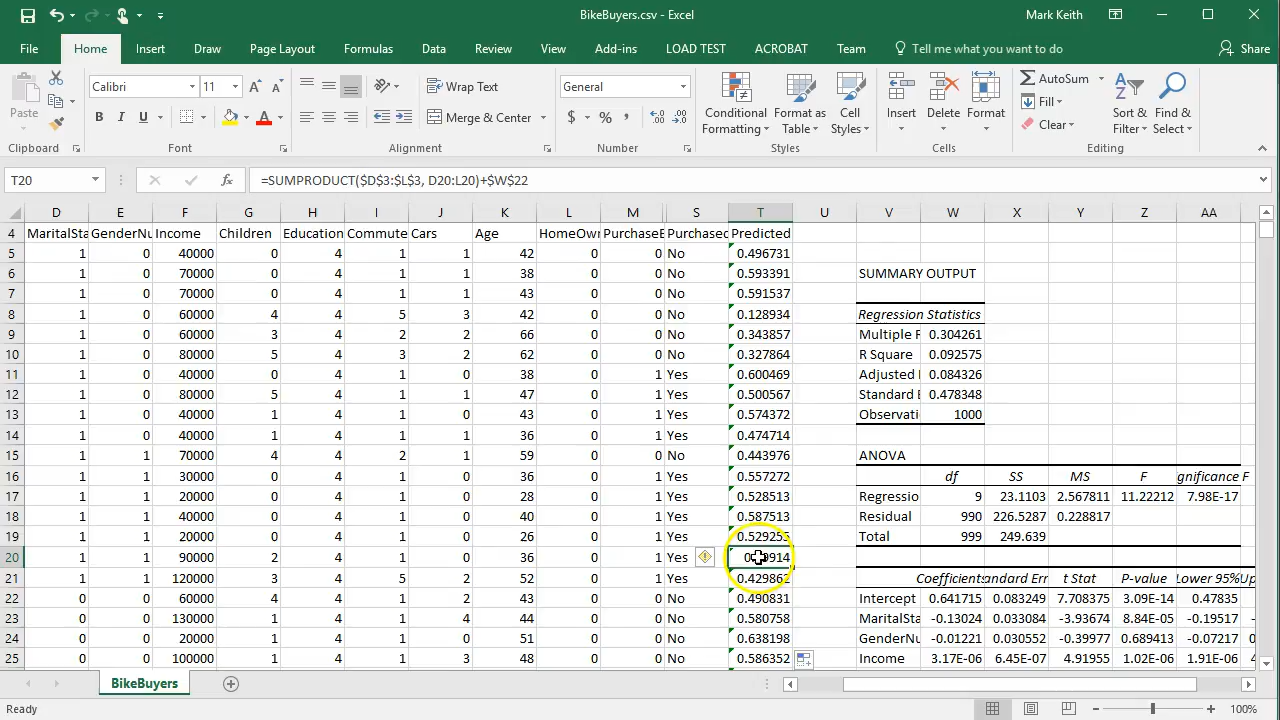 BikeBuyers.csv - Excel
Mark Keith
File Home Insert Draw Page Layout Formulas Data Review View Add-ins LOAD TEST ACROBAT Team Tell me what you want to do Share
Paste Calibri 11 A A B I U A Wrap Text Merge & Center General $ % , Conditional Formatting Format as Table Cell Styles Insert Delete Format AutoSum Fill Clear Sort & Filter Find & Select
Clipboard Font Alignment Number Styles Cells Editing
T20 fx =SUMPRODUCT($D$3:$L$3, D20:L20)+$W$22
D E F G H I J K L M S T U V W X Y Z AA
4 MaritalSta GenderNu Income Children Education Commute Cars Age HomeOwn PurchaseB Purchased Predicted
5 1 0 40000 0 4 1 1 42 0 0 No 0.496731
6 1 0 70000 0 4 1 1 38 0 0 No 0.593391 SUMMARY OUTPUT
7 1 0 70000 0 4 1 1 43 0 0 No 0.591537
8 1 0 60000 4 4 5 3 42 0 0 No 0.128934 Regression Statistics
9 1 0 60000 3 4 2 2 66 0 0 No 0.343857 Multiple R 0.304261
10 1 0 80000 5 4 3 2 62 0 0 No 0.327864 R Square 0.092575
11 1 0 40000 0 4 1 0 38 0 1 Yes 0.600469 Adjusted 0.084326
12 1 0 80000 5 4 1 2 47 0 1 Yes 0.500567 Standard E 0.478348
13 1 0 40000 1 4 1 0 43 0 1 Yes 0.574372 Observati 1000
14 1 0 40000 1 4 1 1 36 0 1 Yes 0.474714
15 1 1 70000 4 4 2 1 59 0 0 No 0.443976 ANOVA
16 1 1 30000 0 4 1 0 36 0 1 Yes 0.557272 df SS MS F gnificance F
17 1 1 20000 0 4 1 0 28 0 1 Yes 0.528513 Regressio 9 23.1103 2.567811 11.22212 7.98E-17
18 1 1 40000 0 4 1 0 40 0 1 Yes 0.587513 Residual 990 226.5287 0.228817
19 1 1 20000 0 4 1 0 26 0 1 Yes 0.529255 Total 999 249.639
20 1 1 90000 2 4 1 0 36 0 1 Yes
21 1 1 120000 3 4 5 2 52 0 1 Yes 0.429862 Coefficients andard Err t Stat P-value Lower 95% Up
22 0 0 60000 4 4 1 2 43 0 0 No 0.490831 Intercept 0.641715 0.083249 7.708375 3.09E-14 0.47835
23 0 0 130000 1 4 1 4 44 0 0 No 0.580758 MaritalSta -0.13024 0.033084 -3.93674 8.84E-05 -0.19517 -
24 0 0 20000 1 4 1 0 51 0 0 No 0.638198 GenderNu -0.01221 0.030552 -0.39977 0.689413 -0.07217 0
25 0 0 100000 1 4 1 3 48 0 0 No 0.586352 Income 3.17E-06 6.45E-07 4.91955 1.02E-06 1.91E-06 4
BikeBuyers
Ready 100%